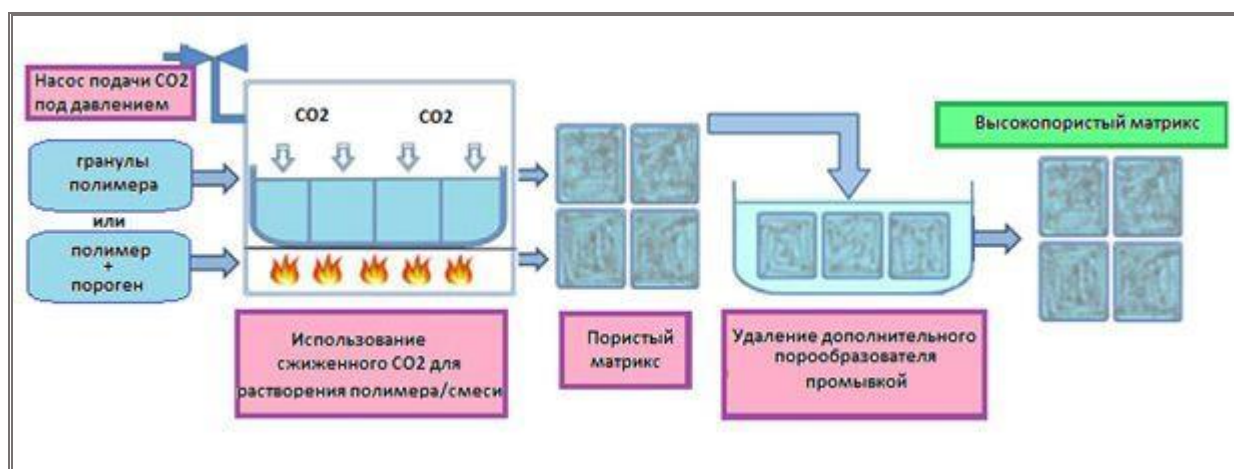 Насос подачи СО2
под давлением
СО2
СО2
гранулы
полимера
или
полимер
+
пороген
Использование
сжиженного СО2 для
растворения полимера/смеси
Пористый
матрикс
Удаление дополнительного
порообразователя
промывкой
Высокопористый матрикс